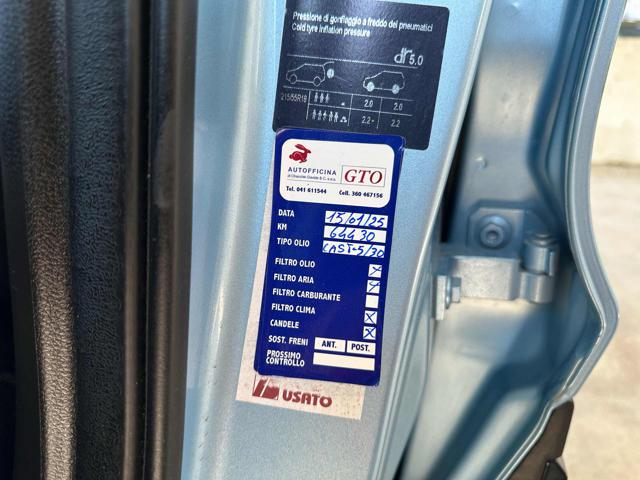 Pressione di gonfiaggio a freddo dei pneumatici
Cold tyre inflation pressure
dr 5.0
215/55R18 2.0 2.0
2.2 2.2
AUTOFFICINA GTO
Tel. 041 611544 Cell. 360 467156
DATA 15/01/25
KM 64430
TIPO OLIO CAST-5/30
FILTRO OLIO
FILTRO ARIA
FILTRO CARBURANTE
FILTRO CLIMA X
CANDELE X
SOST. FRENI ANT. POST.
PROSSIMO
CONTROLLO
USATO